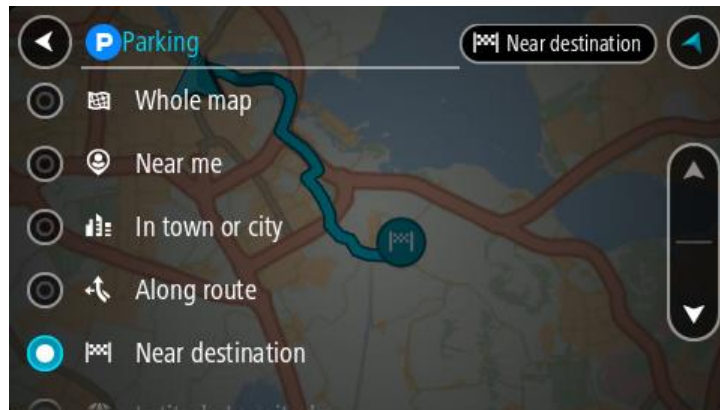 P Parking
Near destination
Whole map
Near me
In town or city
Along route
Near destination